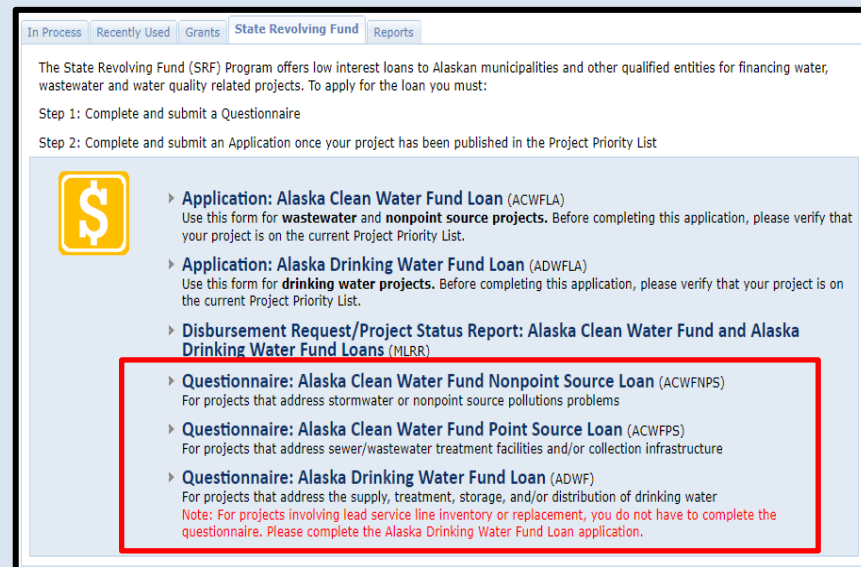 In Process Recently Used Grants State Revolving Fund Reports
The State Revolving Fund (SRF) Program offers low interest loans to Alaskan municipalities and other qualified entities for financing water,
wastewater and water quality related projects. To apply for the loan you must:
Step 1: Complete and submit a Questionnaire
Step 2: Complete and submit an Application once your project has been published in the Project Priority List
$
Application: Alaska Clean Water Fund Loan (ACWFLA)
Use this form for wastewater and nonpoint source projects. Before completing this application, please verify that
your project is on the current Project Priority List.
Application: Alaska Drinking Water Fund Loan (ADWFLA)
Use this form for drinking water projects. Before completing this application, please verify that your project is on
the current Project Priority List.
Disbursement Request/Project Status Report: Alaska Clean Water Fund and Alaska
Drinking Water Fund Loans (MLRR)
Questionnaire: Alaska Clean Water Fund Nonpoint Source Loan (ACWFNPS)
For projects that address stormwater or nonpoint source pollutions problems
Questionnaire: Alaska Clean Water Fund Point Source Loan (ACWFPS)
For projects that address sewer/wastewater treatment facilities and/or collection infrastructure
Questionnaire: Alaska Drinking Water Fund Loan (ADWF)
For projects that address the supply, treatment, storage, and/or distribution of drinking water
Note: For projects involving lead service line inventory or replacement, you do not have to complete the
questionnaire. Please complete the Alaska Drinking Water Fund Loan application.